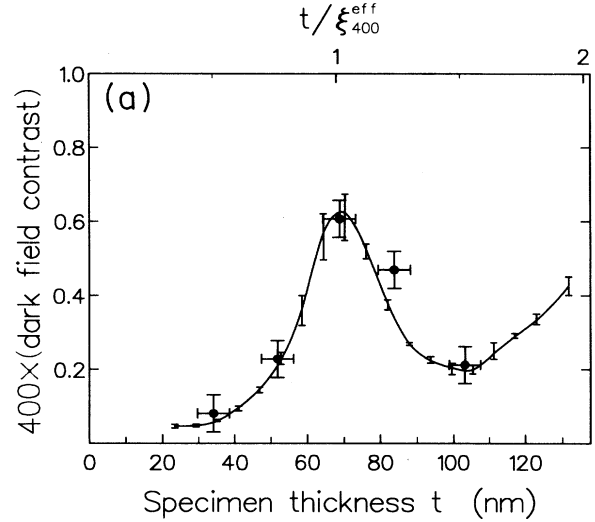 t/ξ₄₀₀ᵉᶠᶠ
1 2
(a)
400×(dark field contrast)
1.0
0.8
0.6
0.4
0.2
0 20 40 60 80 100 120
Specimen thickness t (nm)